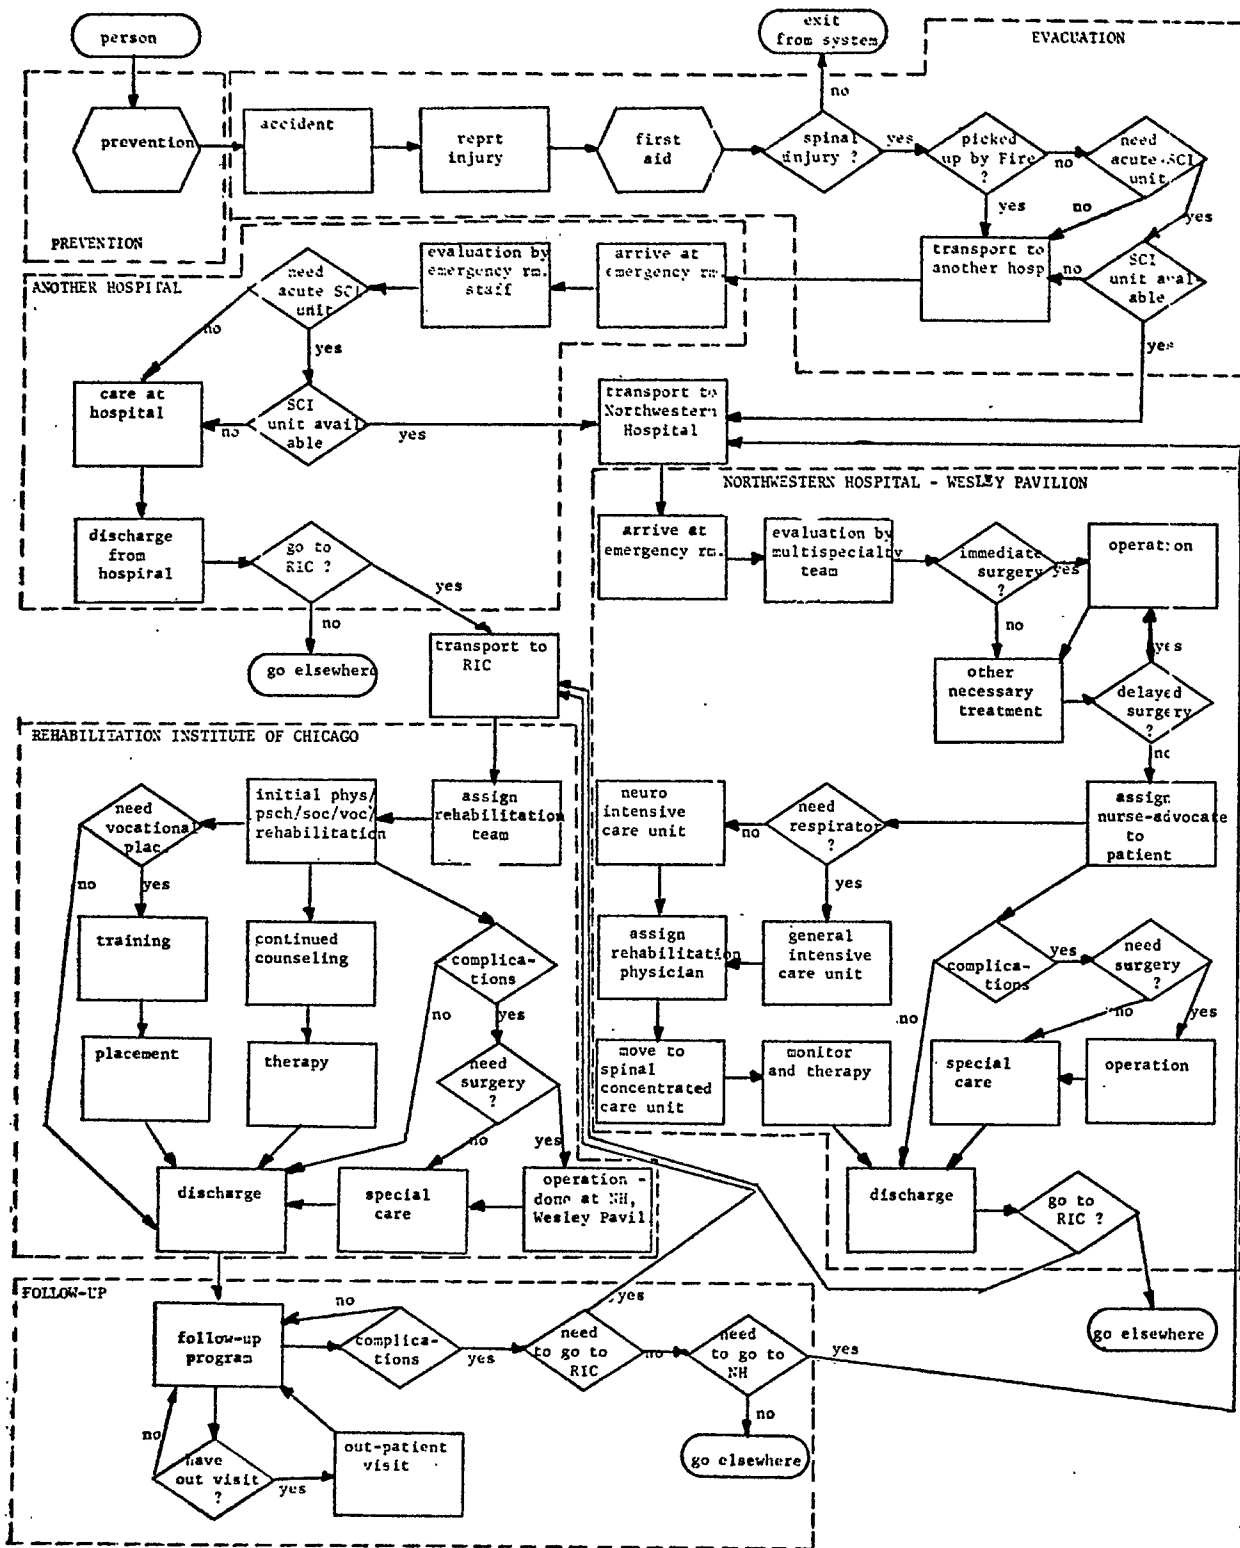 person
exit
from system
EVACUATION
prevention
accident
reprt
injury
first
aid
no
spinal
injury ?
yes
picked
up by Fire
?
no
need
acute SCI
unit
yes
no
yes
PREVENTION
transport to
another hosp
no
SCI
unit avail
able
yes
ANOTHER HOSPITAL
need
acute SCI
unit
evaluation by
emergency rm.
staff
arrive at
emergency rm.
no
yes
care at
hospital
no
SCI
unit avail
able
yes
transport to
Northwestern
Hospital
NORTHWESTERN HOSPITAL - WESLEY PAVILION
discharge
from
hospiral
go to
RIC ?
yes
no
go elsewhere
arrive at
emergency rm.
evaluation by
multispecialty
team
immediate
surgery
?
yes
operation
no
transport to
RIC
other
necessary
treatment
yes
delayed
surgery
?
no
REHABILITATION INSTITUTE OF CHICAGO
need
vocational
plac.
initial phys/
psch/soc/voc/
rehabilitation
assign
rehabilitation
team
neuro
intensive
care unit
no
need
respirator
?
assign
nurse-advocate
to
patient
no
yes
yes
training
continued
counseling
complica-
tions
assign
rehabilitation
physician
general
intensive
care unit
complica-
tions
yes
need
surgery
?
no
yes
no
no
yes
placement
therapy
need
surgery
?
move to
spinal
concentrated
care unit
monitor
and therapy
special
care
operation
no
yes
discharge
special
care
operation -
done at NH,
Wesley Pavil
discharge
go to
RIC ?
go elsewhere
FOLLOW-UP
no
follow-up
program
complica-
tions
yes
yes
need
to go to
RIC
no
need
to go to
NH
yes
no
go elsewhere
no
have
out visit
?
yes
out-patient
visit